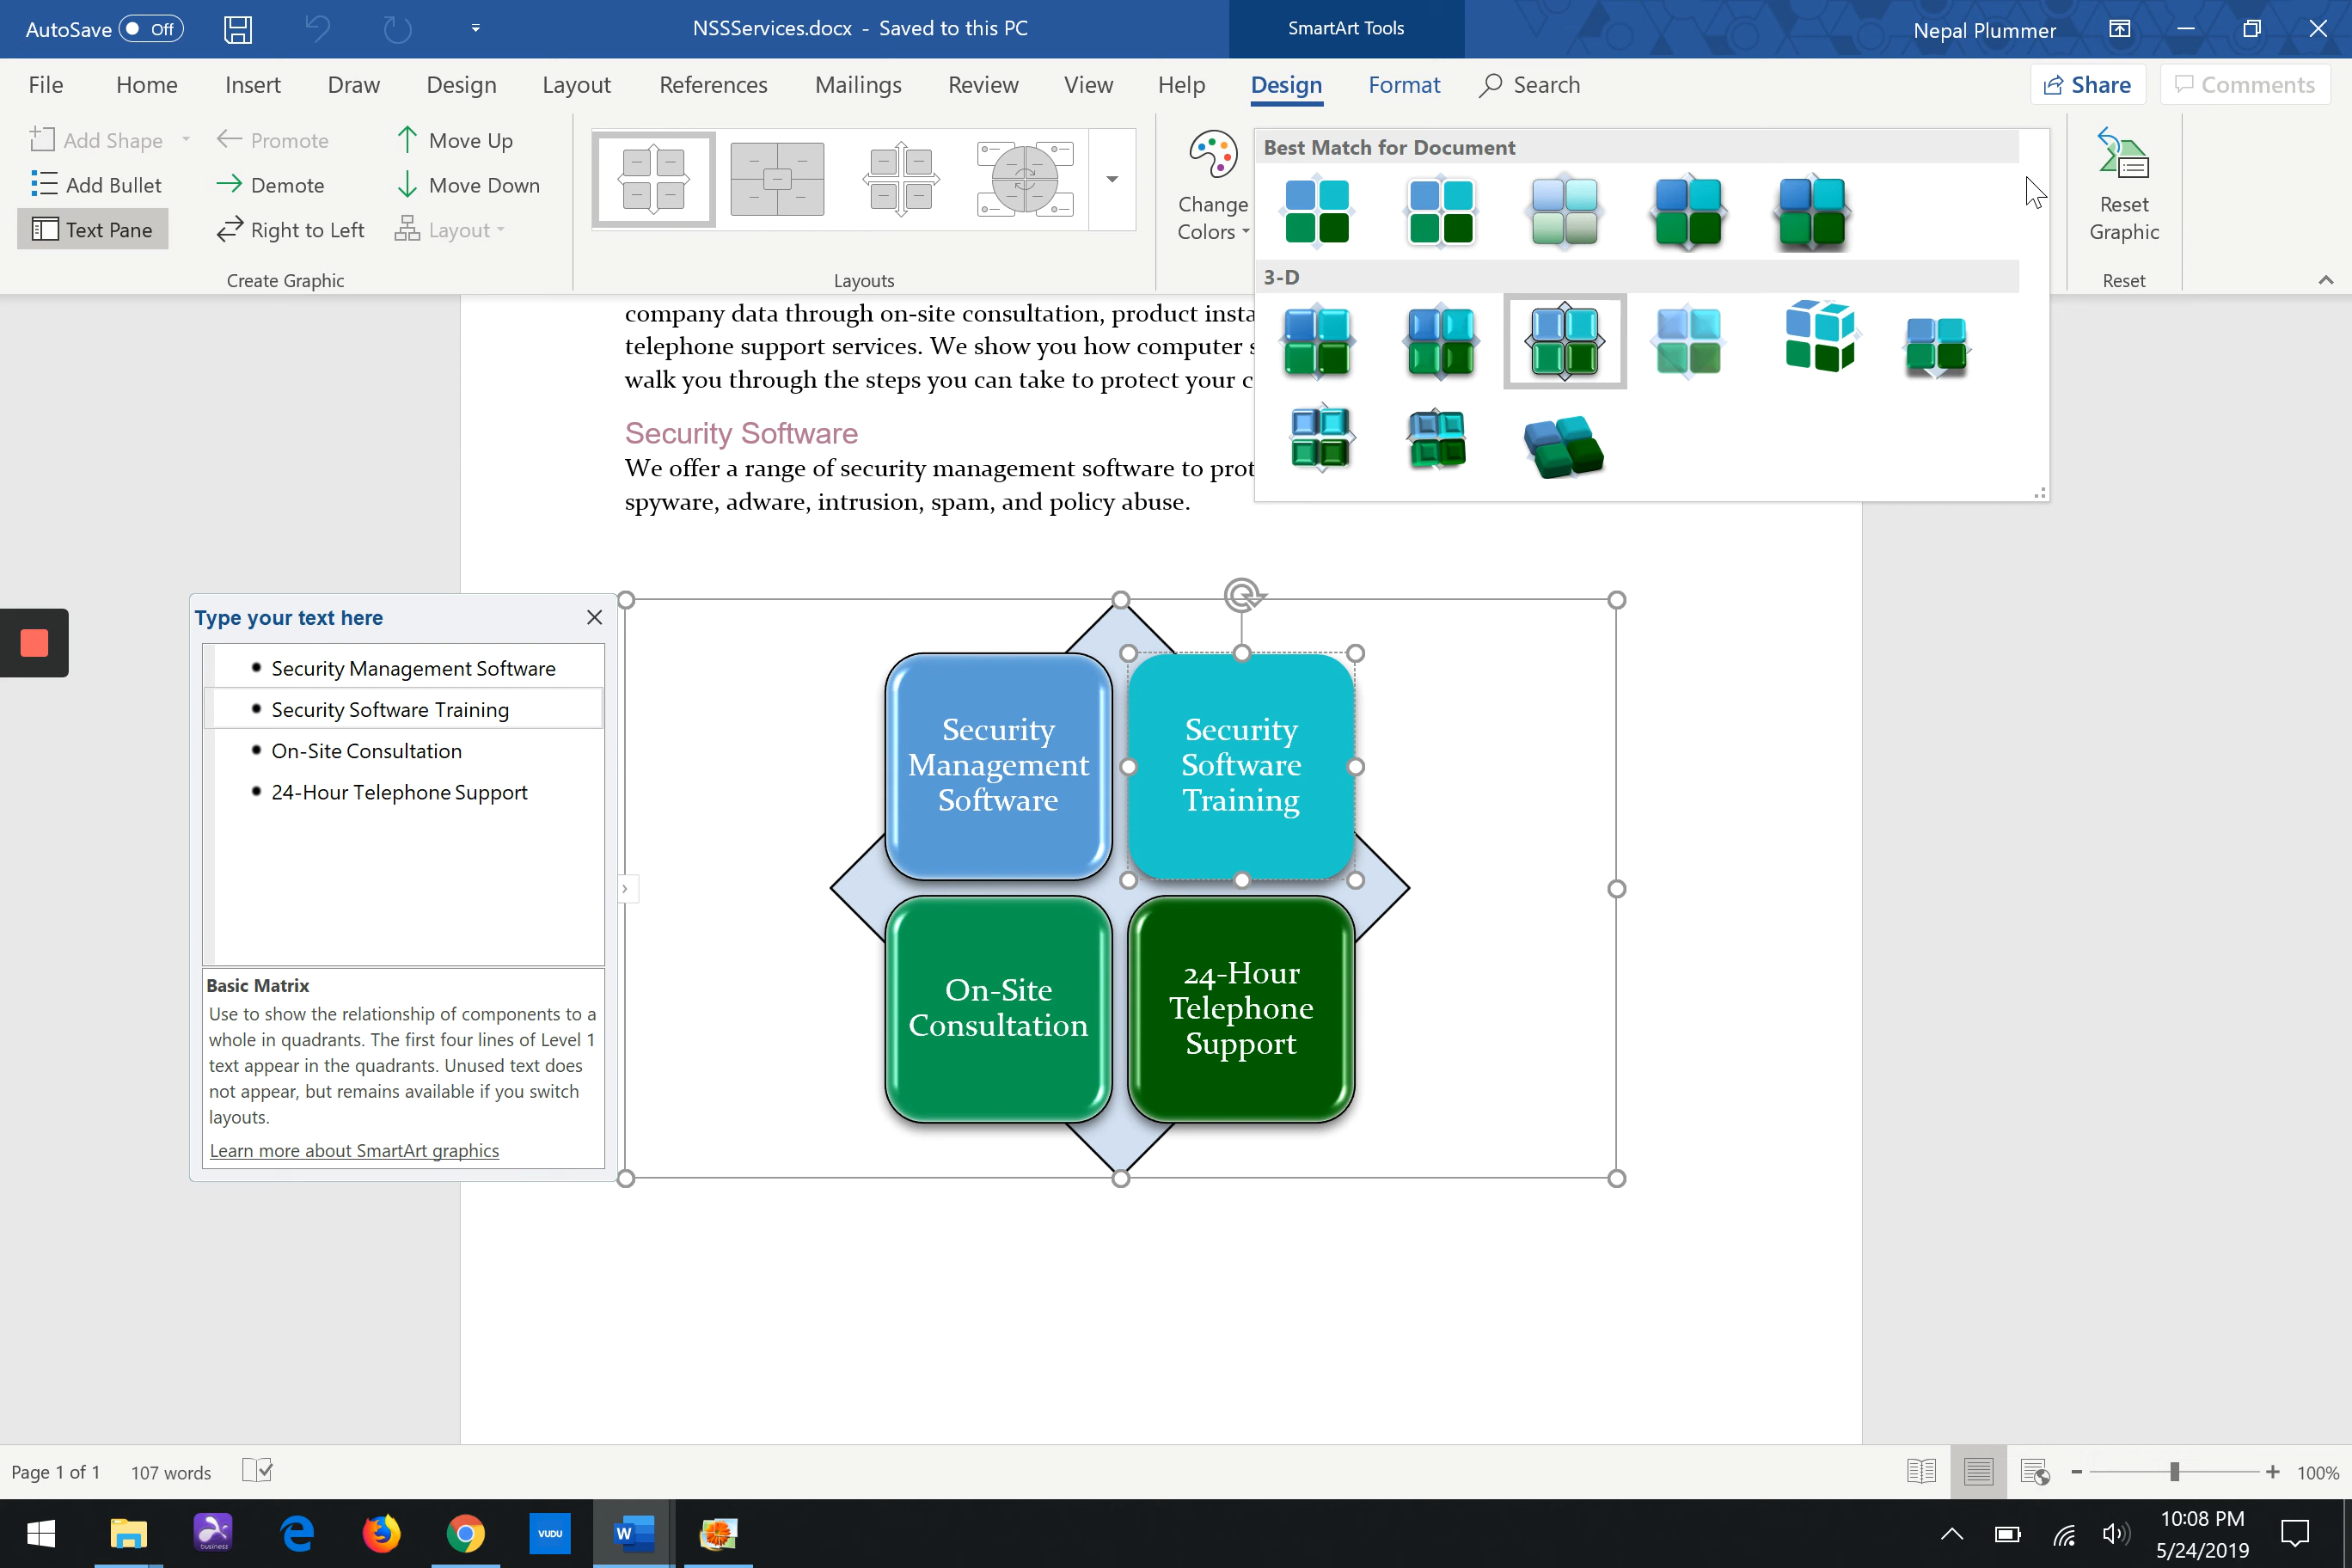 AutoSave Off
NSSServices.docx - Saved to this PC
SmartArt Tools
Nepal Plummer
File Home Insert Draw Design Layout References Mailings Review View Help Design Format Search Share Comments
Add Shape Promote Move Up
Add Bullet Demote Move Down
Text Pane Right to Left Layout
Create Graphic
Layouts
Change
Colors
Best Match for Document
3-D
Reset
Graphic
Reset
company data through on-site consultation, product insta
telephone support services. We show you how computer s
walk you through the steps you can take to protect your c
Security Software
We offer a range of security management software to prot
spyware, adware, intrusion, spam, and policy abuse.
Type your text here
• Security Management Software
• Security Software Training
• On-Site Consultation
• 24-Hour Telephone Support
Basic Matrix
Use to show the relationship of components to a
whole in quadrants. The first four lines of Level 1
text appear in the quadrants. Unused text does
not appear, but remains available if you switch
layouts.
Learn more about SmartArt graphics
Security
Management
Software
Security
Software
Training
On-Site
Consultation
24-Hour
Telephone
Support
Page 1 of 1 107 words
100%
business
VUDU
W
10:08 PM
5/24/2019